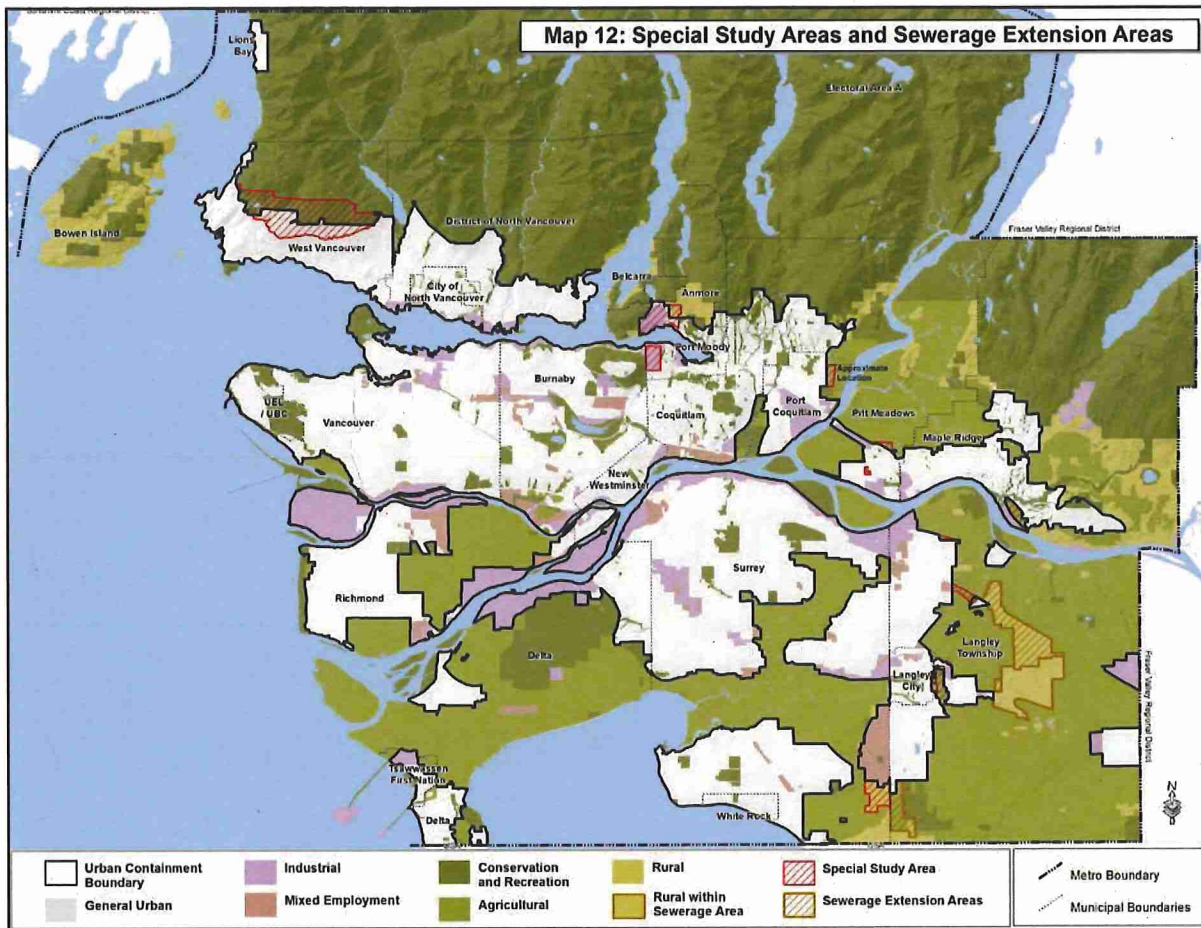 Map 12: Special Study Areas and Sewerage Extension Areas
Lions
Bay
Electoral Area A
Bowen Island
West Vancouver
District of North Vancouver
City of
North Vancouver
Fraser Valley Regional District
Belcarra
Anmore
Port Moody
Approximate
Location
UEL
/ UBC
Vancouver
Burnaby
Coquitlam
Port
Coquitlam
Pitt Meadows
Maple Ridge
New
Westminster
Richmond
Surrey
Delta
Langley
Township
Langley
City
Fraser Valley Regional District
Tsawwassen
First Nation
Delta
White Rock
N
Urban Containment
Boundary
General Urban
Industrial
Mixed Employment
Conservation
and Recreation
Agricultural
Rural
Rural within
Sewerage Area
Special Study Area
Sewerage Extension Areas
Metro Boundary
Municipal Boundaries